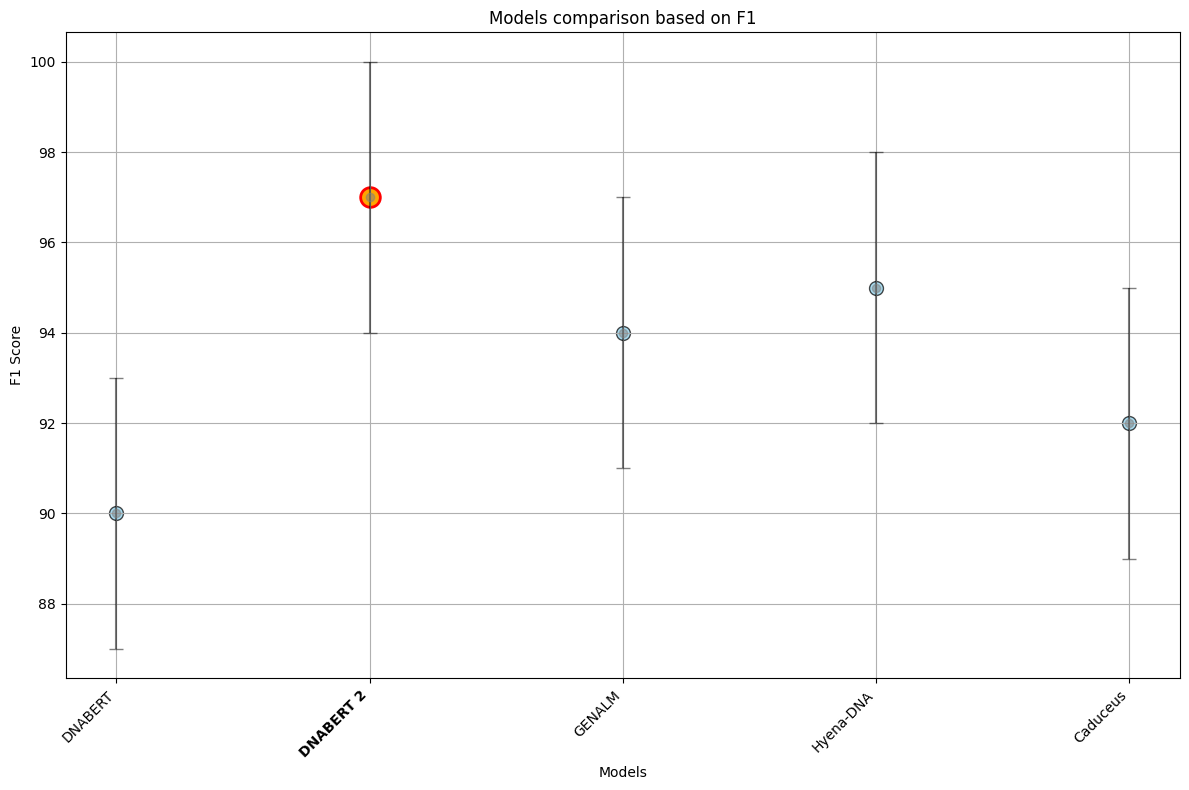 Models comparison based on F1
F1 Score
100
98
96
94
92
90
88
DNABERT
DNABERT 2
GENALM
Hyena-DNA
Caduceus
Models